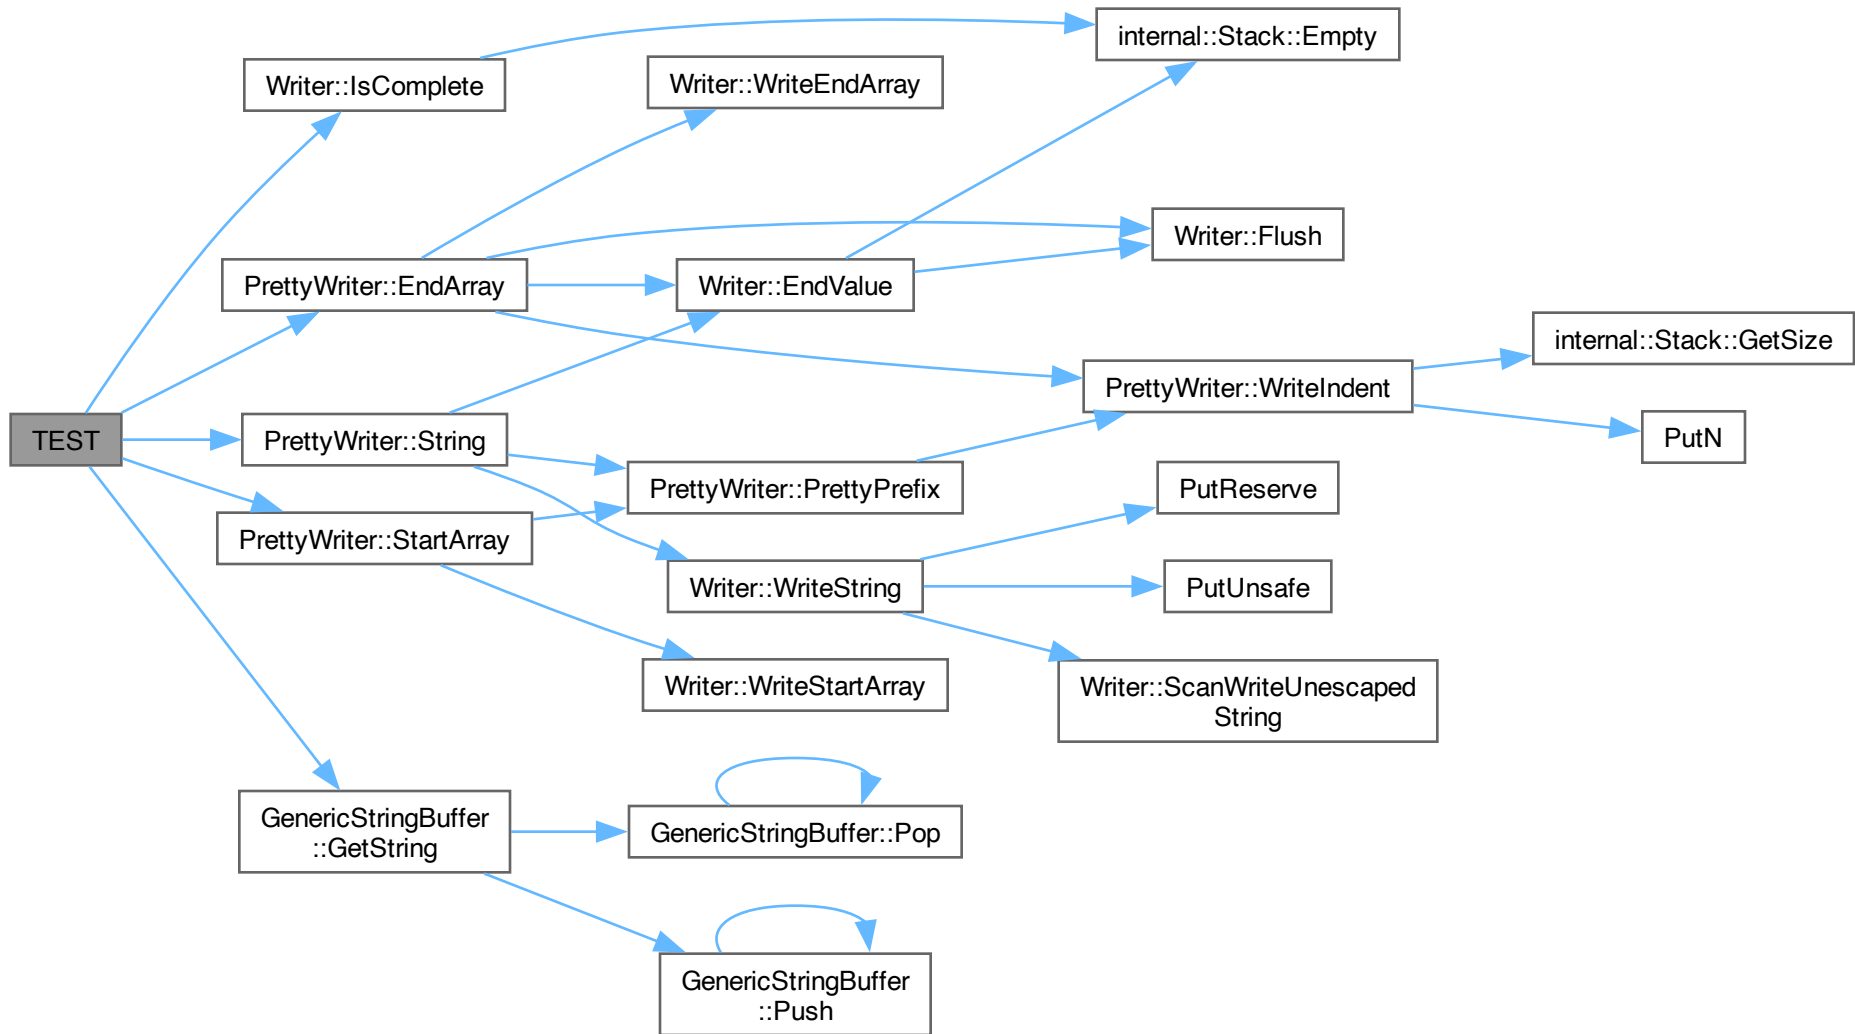 internal::Stack::Empty
Writer::IsComplete
Writer::WriteEndArray
Writer::Flush
PrettyWriter::EndArray
Writer::EndValue
internal::Stack::GetSize
PrettyWriter::WriteIndent
TEST
PrettyWriter::String
PutN
PrettyWriter::PrettyPrefix
PutReserve
PrettyWriter::StartArray
Writer::WriteString
PutUnsafe
Writer::WriteStartArray
Writer::ScanWriteUnescaped
String
GenericStringBuffer
::GetString
GenericStringBuffer::Pop
GenericStringBuffer
::Push